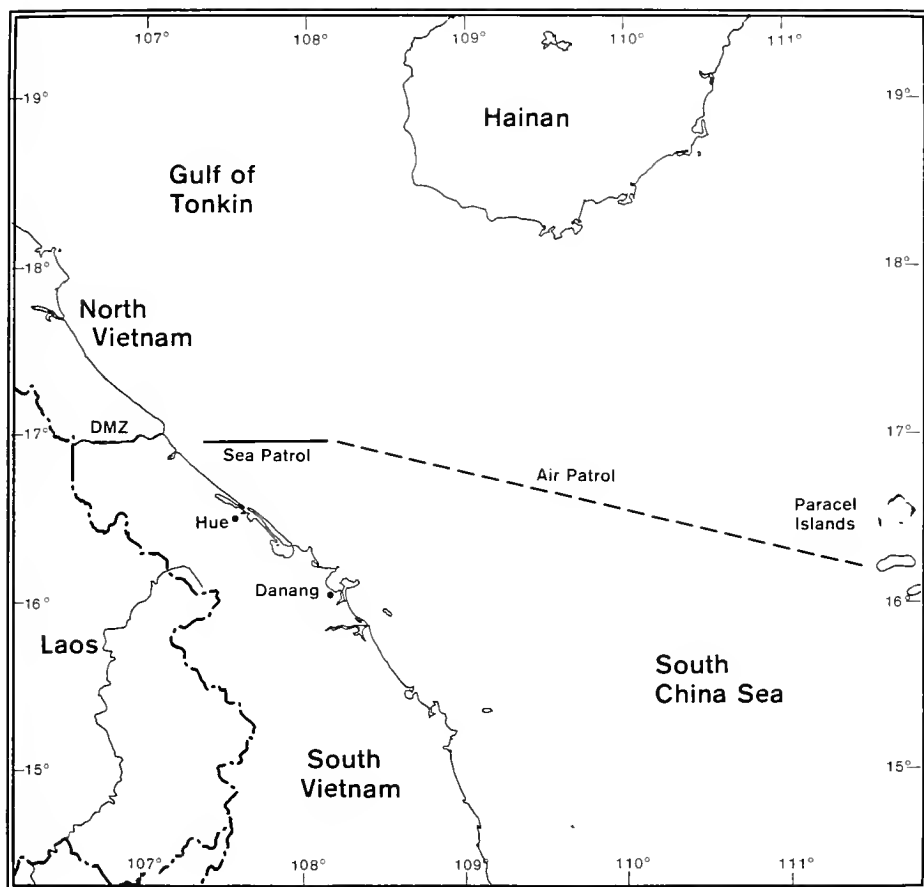 107°
108°
109°
110°
111°
19°
19°
Hainan
Gulf of
Tonkin
18°
18°
North
Vietnam
17°
DMZ
17°
Sea Patrol
Air Patrol
Paracel
Islands
Hue
Danang
16°
16°
Laos
South
China Sea
South
Vietnam
15°
15°
107°
108°
109°
110°
111°